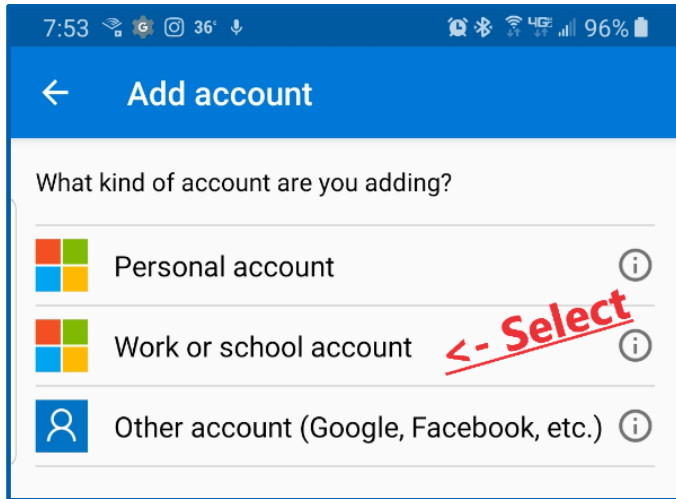 7:53 G 36° 4GE 96%
Add account
What kind of account are you adding?
Personal account
Work or school account <- Select
Other account (Google, Facebook, etc.)